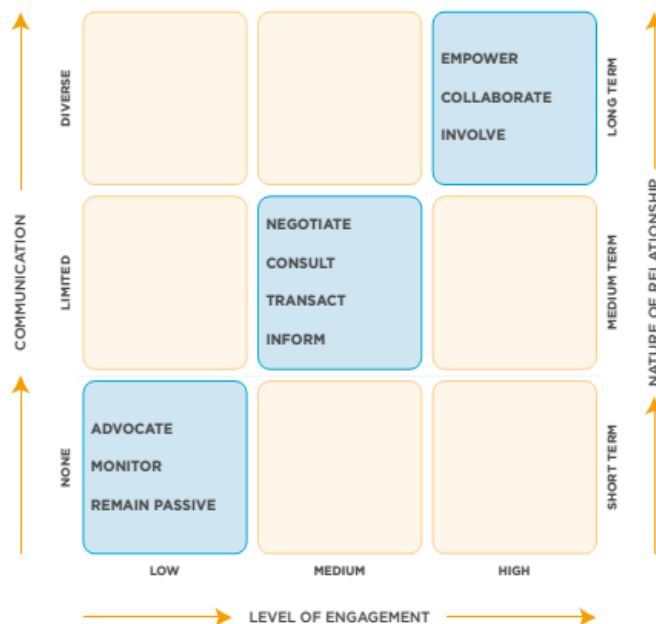 DIVERSE
EMPOWER
COLLABORATE
INVOLVE
LONG TERM
COMMUNICATION
LIMITED
NEGOTIATE
CONSULT
TRANSACT
INFORM
MEDIUM TERM
NATURE OF RELATIONSHIP
NONE
ADVOCATE
MONITOR
REMAIN PASSIVE
SHORT TERM
LOW
MEDIUM
HIGH
LEVEL OF ENGAGEMENT